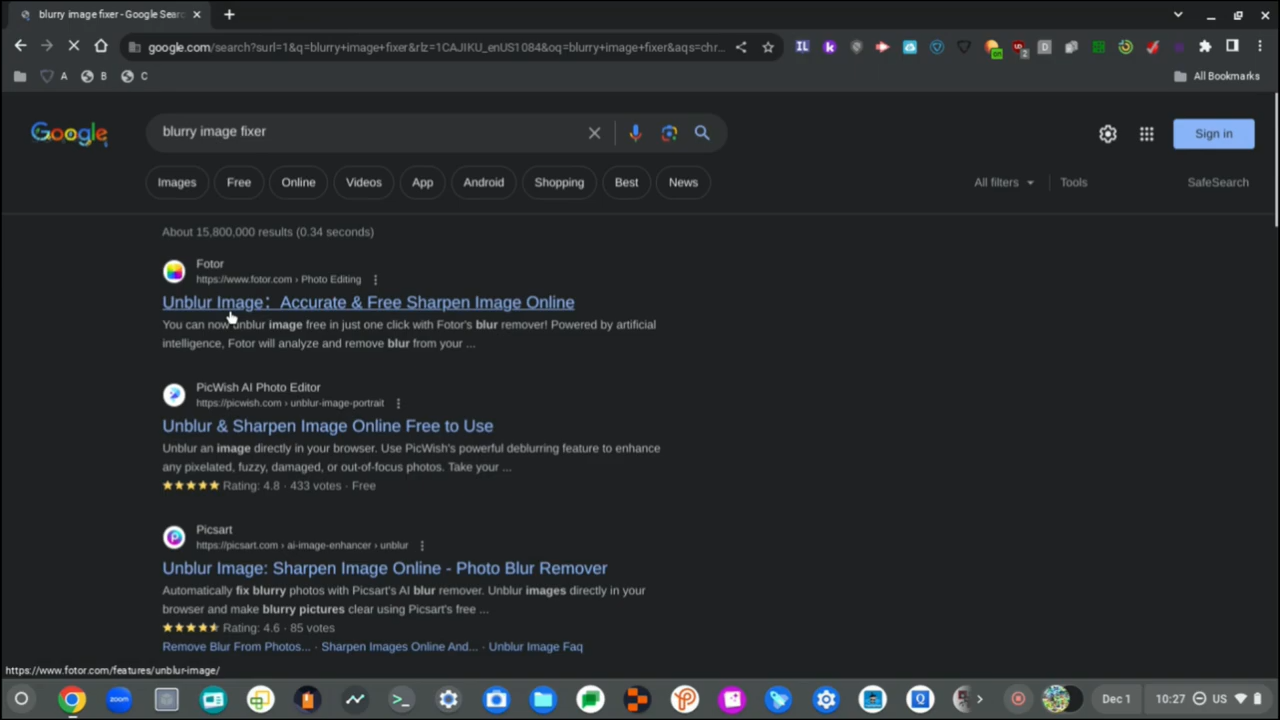 blurry image fixer - Google Sear
google.com/search?surl=1&q=blurry+image+fixer&rlz=1CAJIKU_enUS1084&oq=blurry+image+fixer&aqs=chr...
A B C All Bookmarks
Google blurry image fixer Sign in
Images Free Online Videos App Android Shopping Best News All filters Tools SafeSearch
About 15,800,000 results (0.34 seconds)
Fotor
https://www.fotor.com › Photo Editing
Unblur Image: Accurate & Free Sharpen Image Online
You can now unblur image free in just one click with Fotor's blur remover! Powered by artificial
intelligence, Fotor will analyze and remove blur from your ...
PicWish AI Photo Editor
https://picwish.com › unblur-image-portrait
Unblur & Sharpen Image Online Free to Use
Unblur an image directly in your browser. Use PicWish's powerful deblurring feature to enhance
any pixelated, fuzzy, damaged, or out-of-focus photos. Take your ...
Rating: 4.8 · 433 votes · Free
Picsart
https://picsart.com › ai-image-enhancer › unblur
Unblur Image: Sharpen Image Online - Photo Blur Remover
Automatically fix blurry photos with Picsart's AI blur remover. Unblur images directly in your
browser and make blurry pictures clear using Picsart's free ...
Rating: 4.6 · 85 votes
Remove Blur From Photos... · Sharpen Images Online And... · Unblur Image Faq
https://www.fotor.com/features/unblur-image/
zoom Dec 1 10:27 US